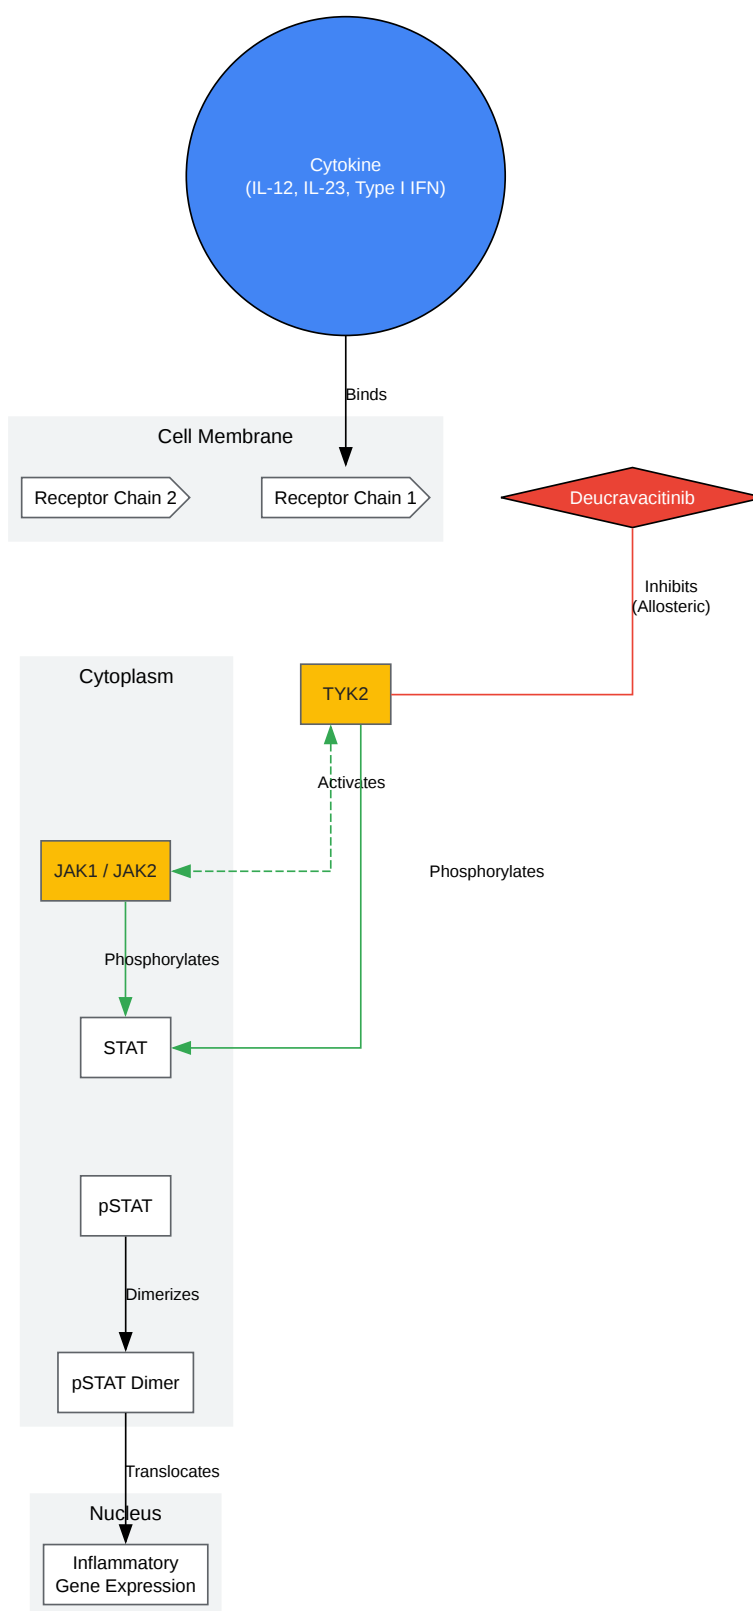 Cytokine
(IL-12, IL-23, Type I IFN)
Binds
Cell Membrane
Receptor Chain 2
Receptor Chain 1
Deucravacitinib
Inhibits
(Allosteric)
Cytoplasm
TYK2
Activates
JAK1 / JAK2
Phosphorylates
Phosphorylates
STAT
pSTAT
Dimerizes
pSTAT Dimer
Translocates
Nucleus
Inflammatory
Gene Expression